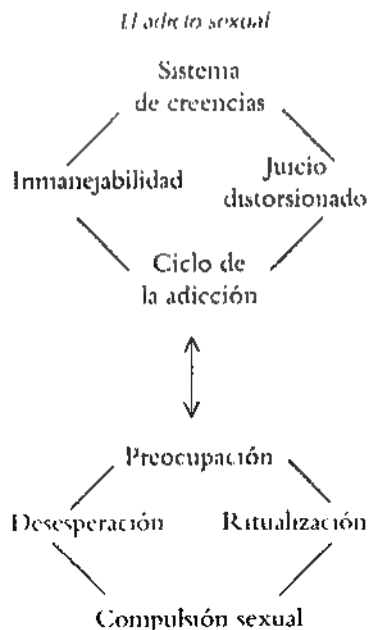 El adicto sexual
Sistema
de creencias
Inmanejabilidad
Juicio
distorsionado
Ciclo de
la adicción
Preocupación
Desesperación
Ritualización
Compulsión sexual